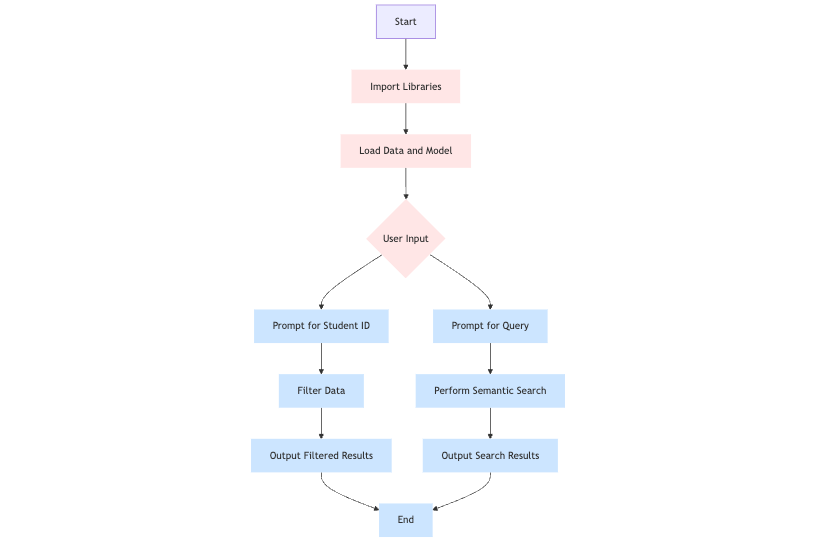 Start
Import Libraries
Load Data and Model
User Input
Prompt for Student ID
Prompt for Query
Filter Data
Perform Semantic Search
Output Filtered Results
Output Search Results
End